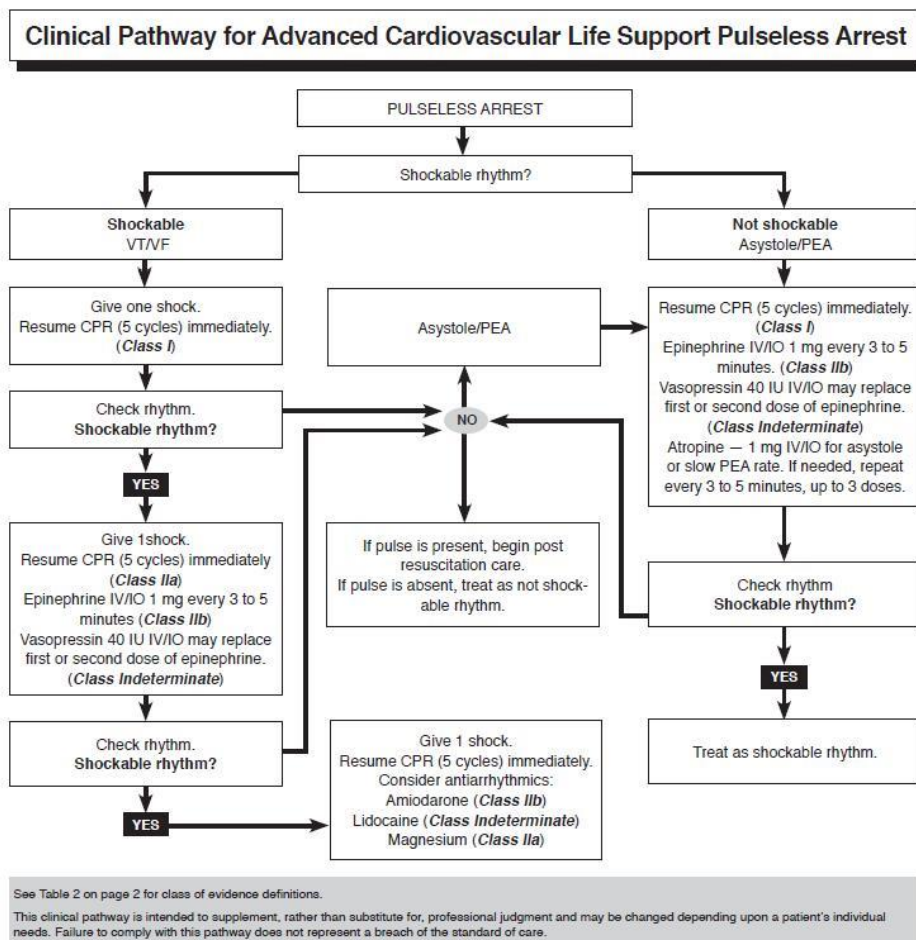 Clinical Pathway for Advanced Cardiovascular Life Support Pulseless Arrest
PULSELESS ARREST
Shockable rhythm?
Shockable
VT/VF
Not shockable
Asystole/PEA
Give one shock.
Resume CPR (5 cycles) immediately.
(Class I)
Asystole/PEA
Resume CPR (5 cycles) immediately.
(Class I)
Epinephrine IV/IO 1 mg every 3 to 5
minutes. (Class IIb)
Vasopressin 40 IU IV/IO may replace
first or second dose of epinephrine.
(Class Indeterminate)
Atropine — 1 mg IV/IO for asystole
or slow PEA rate. If needed, repeat
every 3 to 5 minutes, up to 3 doses.
Check rhythm.
Shockable rhythm?
NO
YES
Give 1shock.
Resume CPR (5 cycles) immediately
(Class IIa)
Epinephrine IV/IO 1 mg every 3 to 5
minutes (Class IIb)
Vasopressin 40 IU IV/IO may replace
first or second dose of epinephrine.
(Class Indeterminate)
If pulse is present, begin post
resuscitation care.
If pulse is absent, treat as not shock-
able rhythm.
Check rhythm
Shockable rhythm?
YES
Treat as shockable rhythm.
Check rhythm.
Shockable rhythm?
YES
Give 1 shock.
Resume CPR (5 cycles) immediately.
Consider antiarrhythmics:
Amiodarone (Class IIb)
Lidocaine (Class Indeterminate)
Magnesium (Class IIa)
See Table 2 on page 2 for class of evidence definitions.
This clinical pathway is intended to supplement, rather than substitute for, professional judgment and may be changed depending upon a patient's individual
needs. Failure to comply with this pathway does not represent a breach of the standard of care.